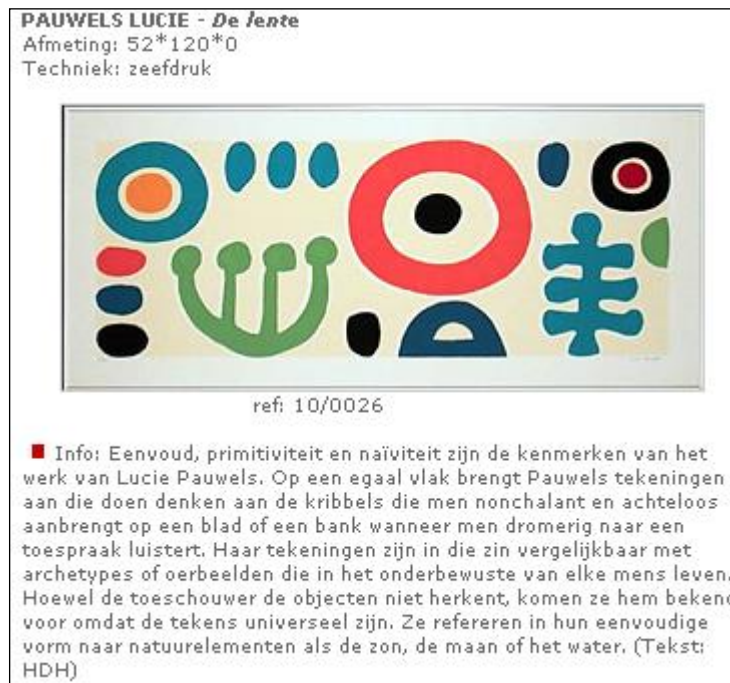 PAUWELS LUCIE - De lente
Afmeting: 52*120*0
Techniek: zeefdruk
ref: 10/0026
Info: Eenvoud, primitiviteit en naïviteit zijn de kenmerken van het
werk van Lucie Pauwels. Op een egaal vlak brengt Pauwels tekeningen
aan die doen denken aan de kribbels die men nonchalant en achteloos
aanbrengt op een blad of een bank wanneer men dromerig naar een
toespraak luistert. Haar tekeningen zijn in die zin vergelijkbaar met
archetypes of oerbeelden die in het onderbewuste van elke mens leven.
Hoewel de toeschouwer de objecten niet herkent, komen ze hem bekend
voor omdat de tekens universeel zijn. Ze refereren in hun eenvoudige
vorm naar natuurelementen als de zon, de maan of het water. (Tekst:
HDH)